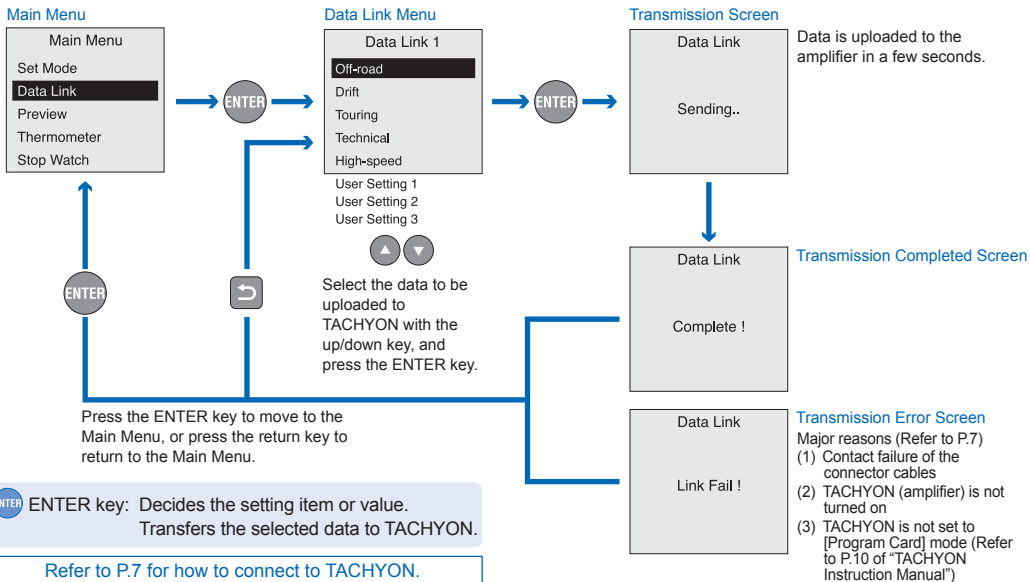 Main Menu
Main Menu
Set Mode
Data Link
Preview
Thermometer
Stop Watch
ENTER
Data Link Menu
Data Link 1
Off-road
Drift
Touring
Technical
High-speed
User Setting 1
User Setting 2
User Setting 3
Select the data to be
uploaded to
TACHYON with the
up/down key, and
press the ENTER key.
ENTER
Transmission Screen
Data Link
Sending..
Data is uploaded to the
amplifier in a few seconds.
Data Link
Complete !
Transmission Completed Screen
Data Link
Link Fail !
Transmission Error Screen
Major reasons (Refer to P.7)
(1) Contact failure of the
connector cables
(2) TACHYON (amplifier) is not
turned on
(3) TACHYON is not set to
[Program Card] mode (Refer
to P.10 of “TACHYON
Instruction Manual”)
ENTER
Press the ENTER key to move to the
Main Menu, or press the return key to
return to the Main Menu.
ENTER ENTER key: Decides the setting item or value.
Transfers the selected data to TACHYON.
Refer to P.7 for how to connect to TACHYON.